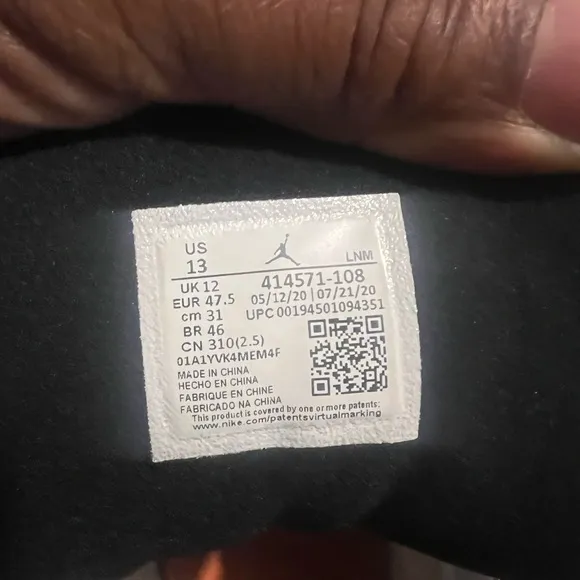 US
13
LNM
UK 12
414571-108
EUR 47.5
05/12/20 | 07/21/20
cm 31
UPC 00194501094351
BR 46
CN 310(2.5)
01A1YVK4MEM4F
MADE IN CHINA
HECHO EN CHINA
FABRIQUE EN CHINE
FABRICADO NA CHINA
This product is covered by one or more patents;
www.nike.com/patentsvirtualmarking